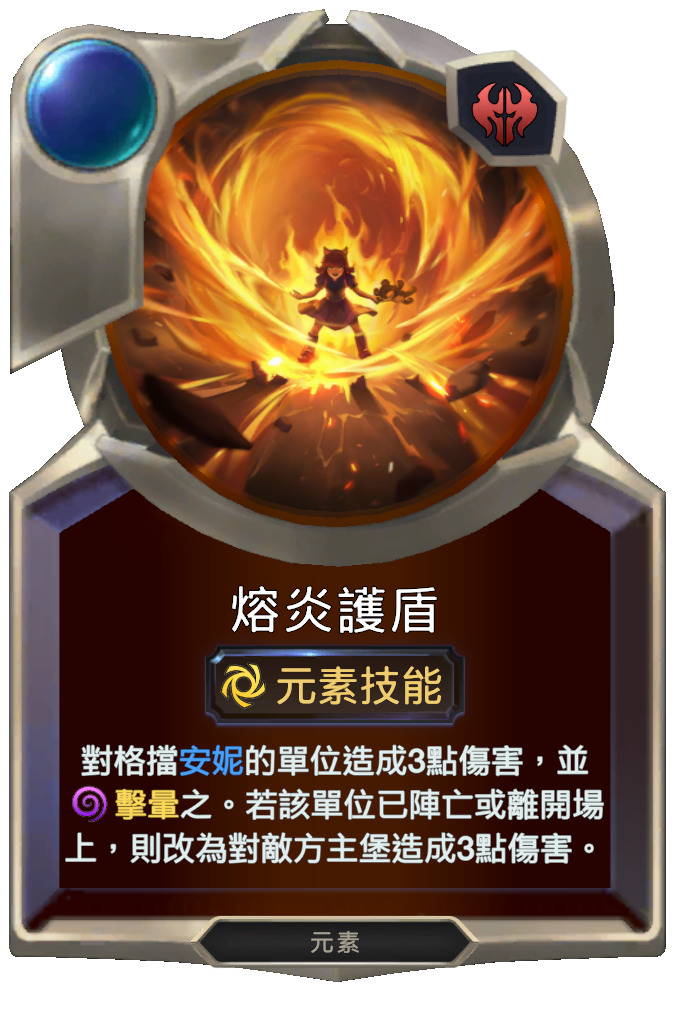 熔炎護盾
元素技能
對格擋安妮的單位造成3點傷害，並
擊暈之。若該單位已陣亡或離開場
上，則改為對敵方主堡造成3點傷害。
元素